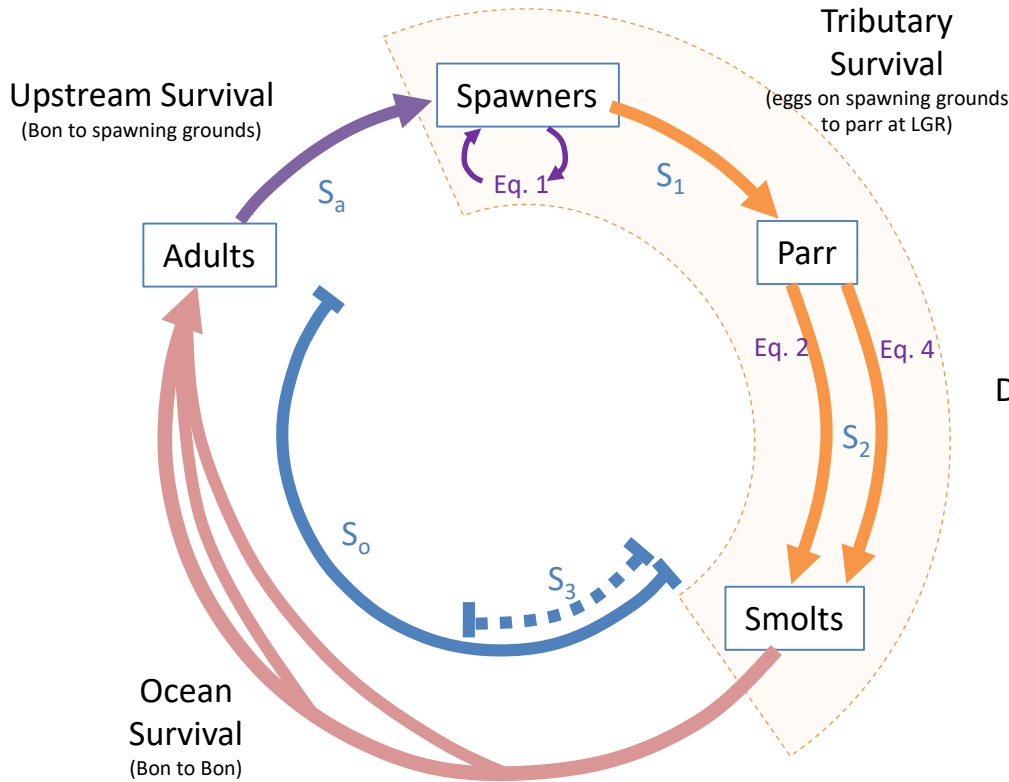 Tributary
Survival
(eggs on spawning grounds
to parr at LGR)
Upstream Survival
(Bon to spawning grounds)
Spawners
Eq. 1
S₁
Sₐ
Adults
Parr
Eq. 2
Eq. 4
D
S₂
Sₒ
S₃
Smolts
Ocean
Survival
(Bon to Bon)